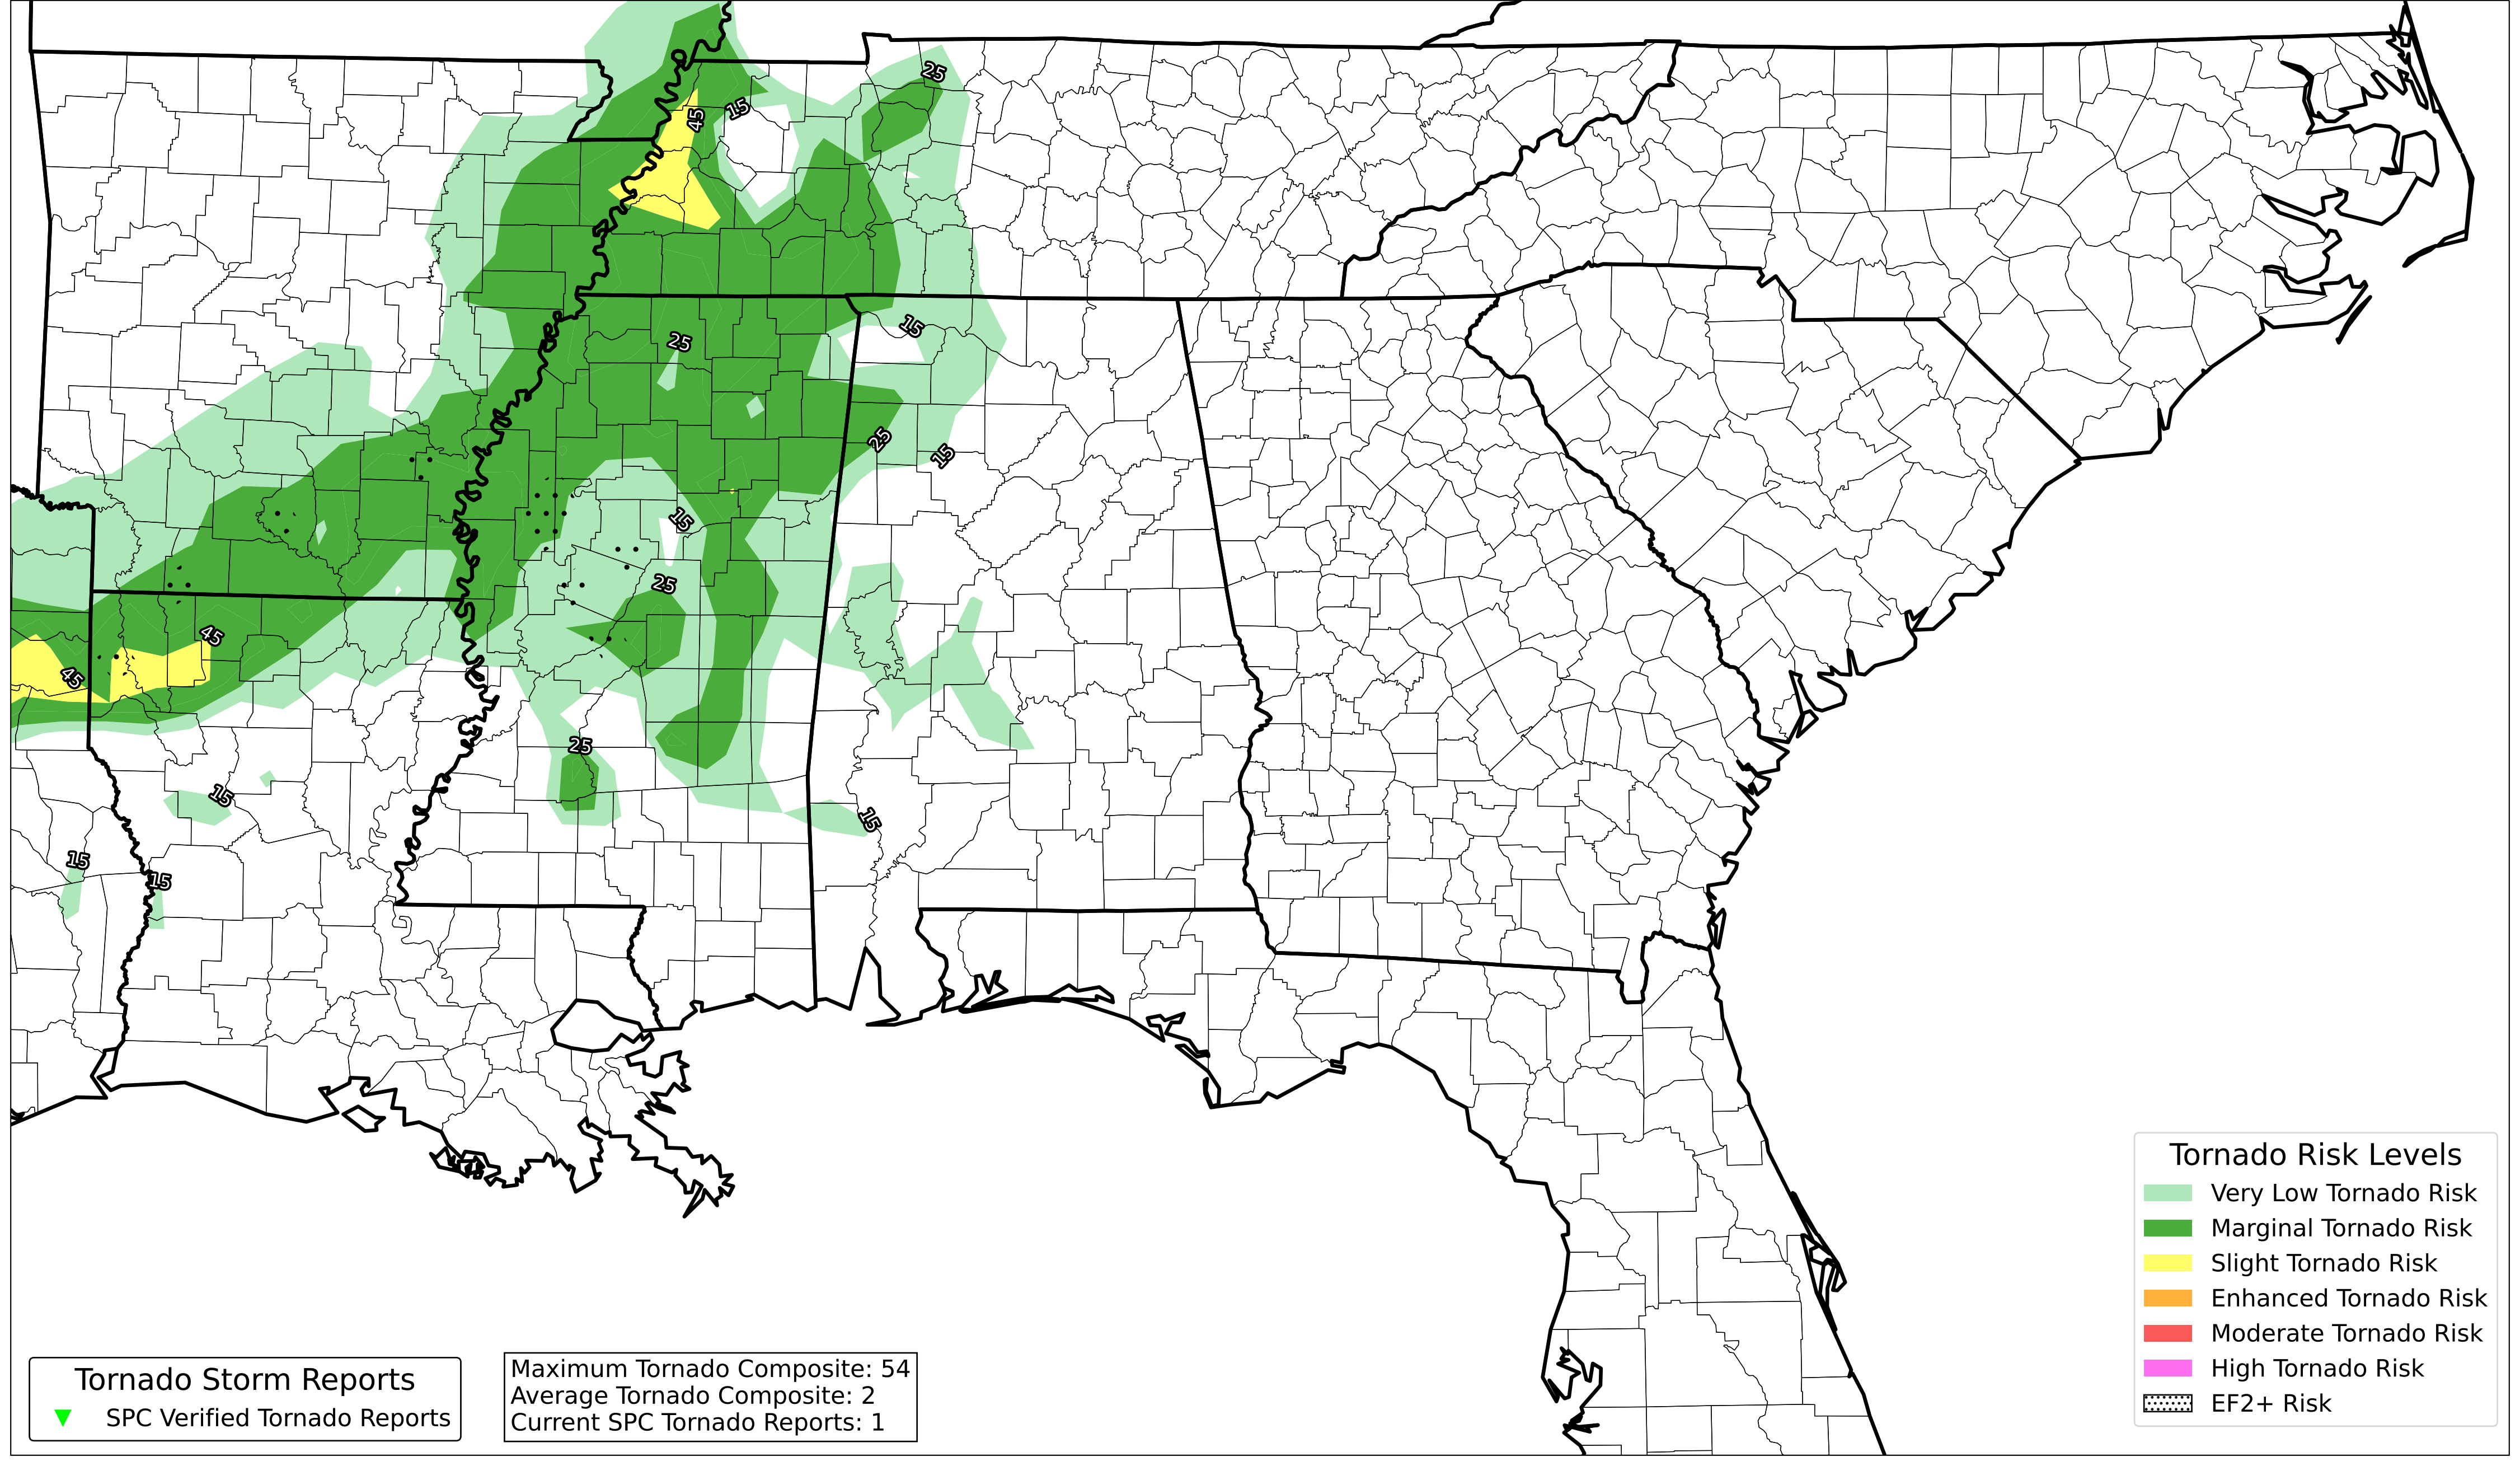 25
45
15
15
25
25
15
15
25
45
45
25
15
15
15
15
Tornado Risk Levels
Very Low Tornado Risk
Marginal Tornado Risk
Slight Tornado Risk
Enhanced Tornado Risk
Moderate Tornado Risk
High Tornado Risk
EF2+ Risk
Tornado Storm Reports
SPC Verified Tornado Reports
Maximum Tornado Composite: 54
Average Tornado Composite: 2
Current SPC Tornado Reports: 1